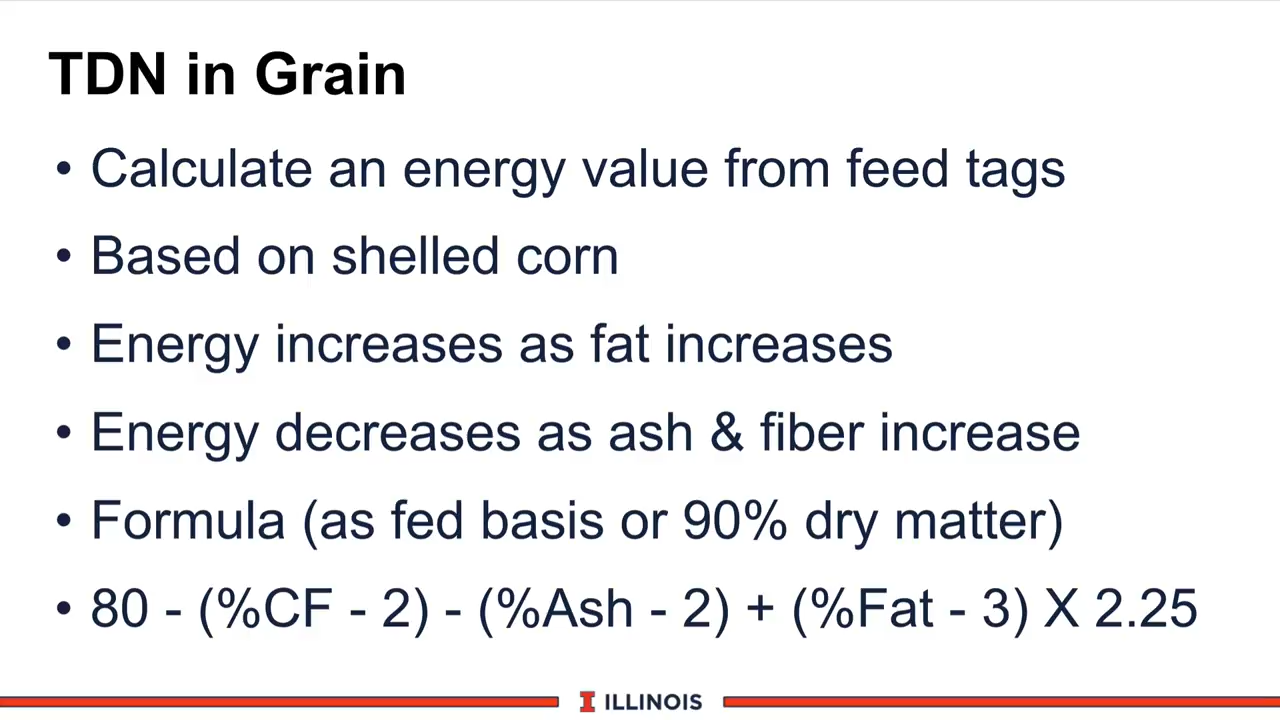 TDN in Grain
• Calculate an energy value from feed tags
• Based on shelled corn
• Energy increases as fat increases
• Energy decreases as ash & fiber increase
• Formula (as fed basis or 90% dry matter)
• 80 - (%CF - 2) - (%Ash - 2) + (%Fat - 3) X 2.25
I ILLINOIS